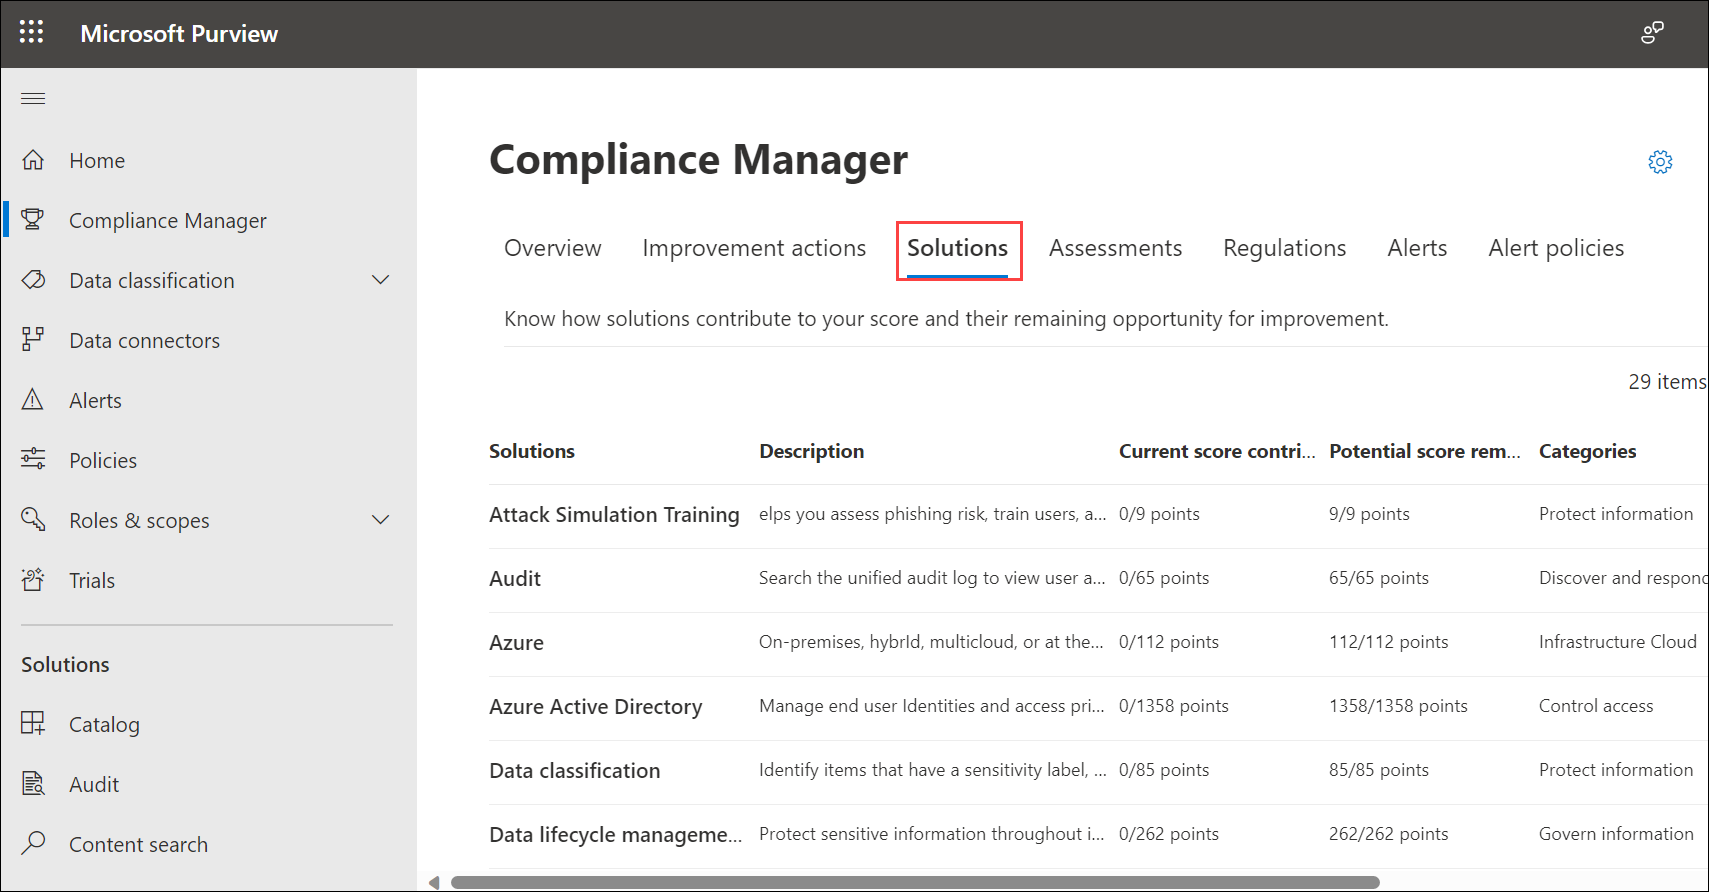 Microsoft Purview
Home
Compliance Manager
Data classification
Data connectors
Alerts
Policies
Roles & scopes
Trials
Solutions
Catalog
Audit
Content search
Compliance Manager
Overview Improvement actions Solutions Assessments Regulations Alerts Alert policies
Know how solutions contribute to your score and their remaining opportunity for improvement.
29 items
Solutions Description Current score contri... Potential score rem... Categories
Attack Simulation Training elps you assess phishing risk, train users, a... 0/9 points 9/9 points Protect information
Audit Search the unified audit log to view user a... 0/65 points 65/65 points Discover and respond
Azure On-premises, hybrId, multicloud, or at the... 0/112 points 112/112 points Infrastructure Cloud
Azure Active Directory Manage end user Identities and access pri... 0/1358 points 1358/1358 points Control access
Data classification Identify items that have a sensitivity label, ... 0/85 points 85/85 points Protect information
Data lifecycle manageme... Protect sensitive information throughout i... 0/262 points 262/262 points Govern information